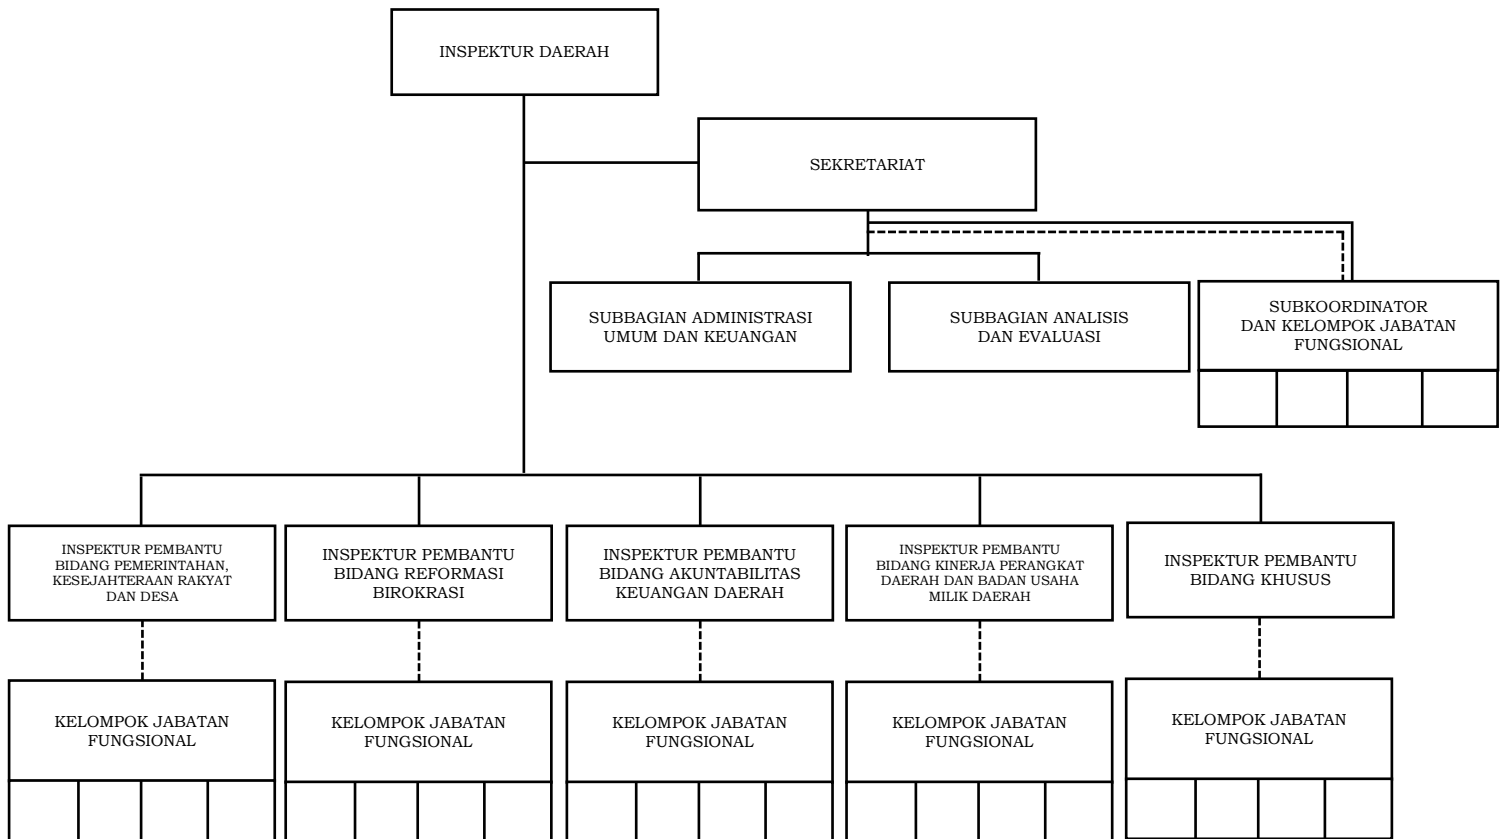 INSPEKTUR DAERAH
SEKRETARIAT
SUBBAGIAN ADMINISTRASI
UMUM DAN KEUANGAN
SUBBAGIAN ANALISIS
DAN EVALUASI
SUBKOORDINATOR
DAN KELOMPOK JABATAN
FUNGSIONAL
INSPEKTUR PEMBANTU
BIDANG PEMERINTAHAN,
KESEJAHTERAAN RAKYAT
DAN DESA
INSPEKTUR PEMBANTU
BIDANG REFORMASI
BIROKRASI
INSPEKTUR PEMBANTU
BIDANG AKUNTABILITAS
KEUANGAN DAERAH
INSPEKTUR PEMBANTU
BIDANG KINERJA PERANGKAT
DAERAH DAN BADAN USAHA
MILIK DAERAH
INSPEKTUR PEMBANTU
BIDANG KHUSUS
KELOMPOK JABATAN
FUNGSIONAL
KELOMPOK JABATAN
FUNGSIONAL
KELOMPOK JABATAN
FUNGSIONAL
KELOMPOK JABATAN
FUNGSIONAL
KELOMPOK JABATAN
FUNGSIONAL